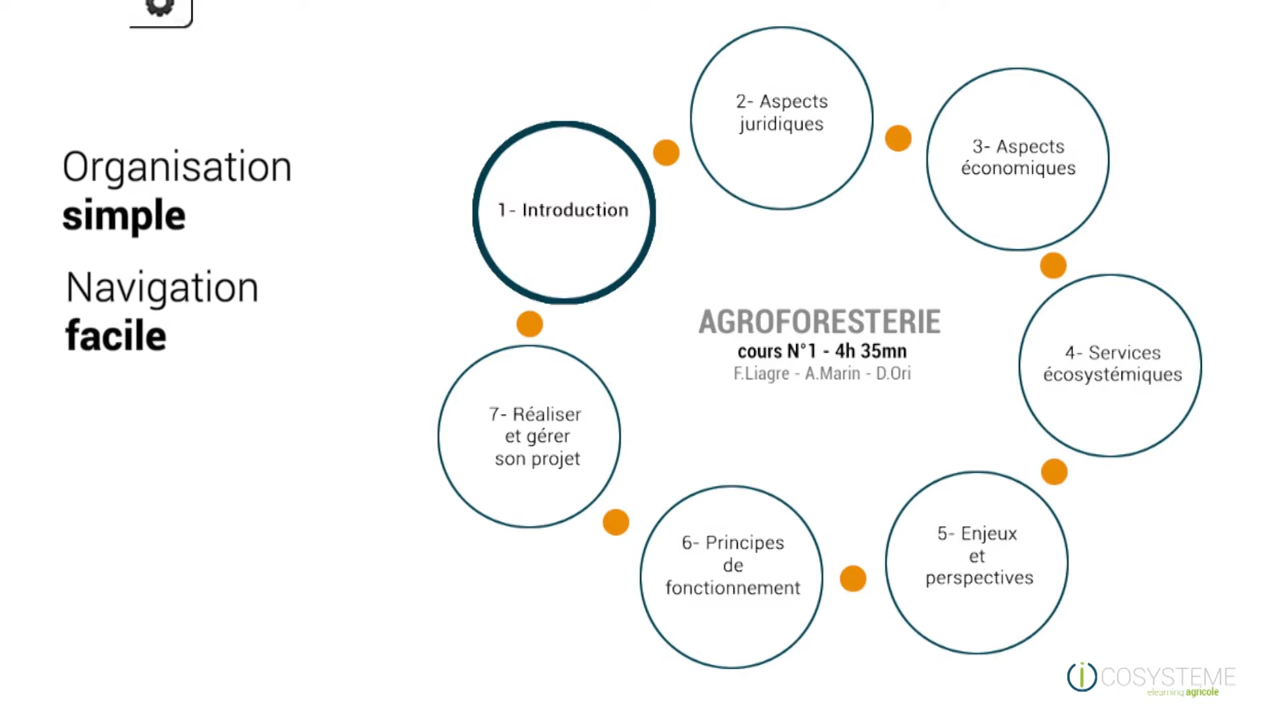 Organisation
simple
Navigation
facile
1- Introduction
2- Aspects
juridiques
3- Aspects
économiques
4- Services
écosystémiques
5- Enjeux
et
perspectives
6- Principes
de
fonctionnement
7- Réaliser
et gérer
son projet
AGROFORESTERIE
cours N°1 - 4h 35mn
F.Liagre - A.Marin - D.Ori
iCOSYSTEME
elearning agricole